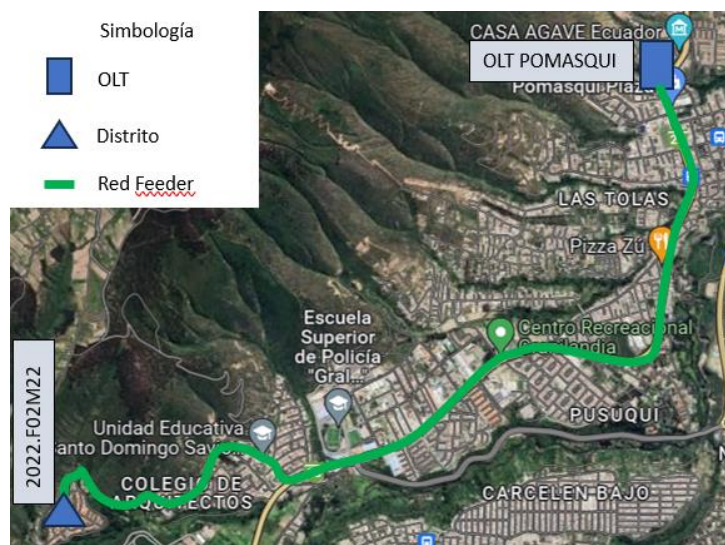 Simbología
OLT
Distrito
Red Feeder
CASA AGAVE Ecuador
OLT POMASQUI
Pomasqui Plaza
LAS TOLAS
Pizza Zú
Escuela
Superior
de Policía
"Gral..."
Centro Recreacional
2022.F02M22
Unidad Educativa
Santo Domingo Savio...
PUSUQUI
COLEGIO DE
ARQUITECTOS
CARCELEN BAJO